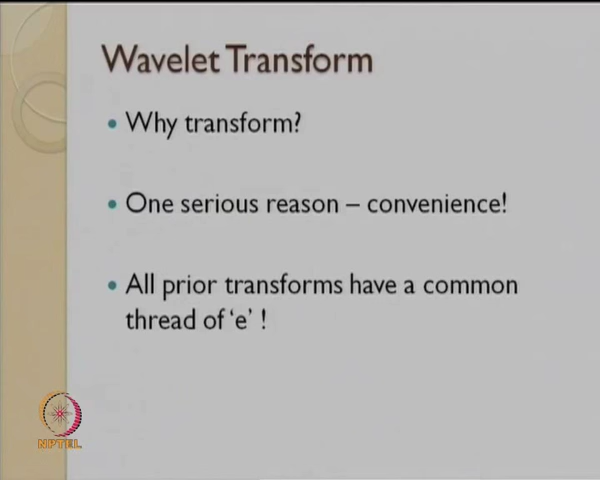 Wavelet Transform
• Why transform?
• One serious reason – convenience!
• All prior transforms have a common
thread of ‘e’ !
NPTEL